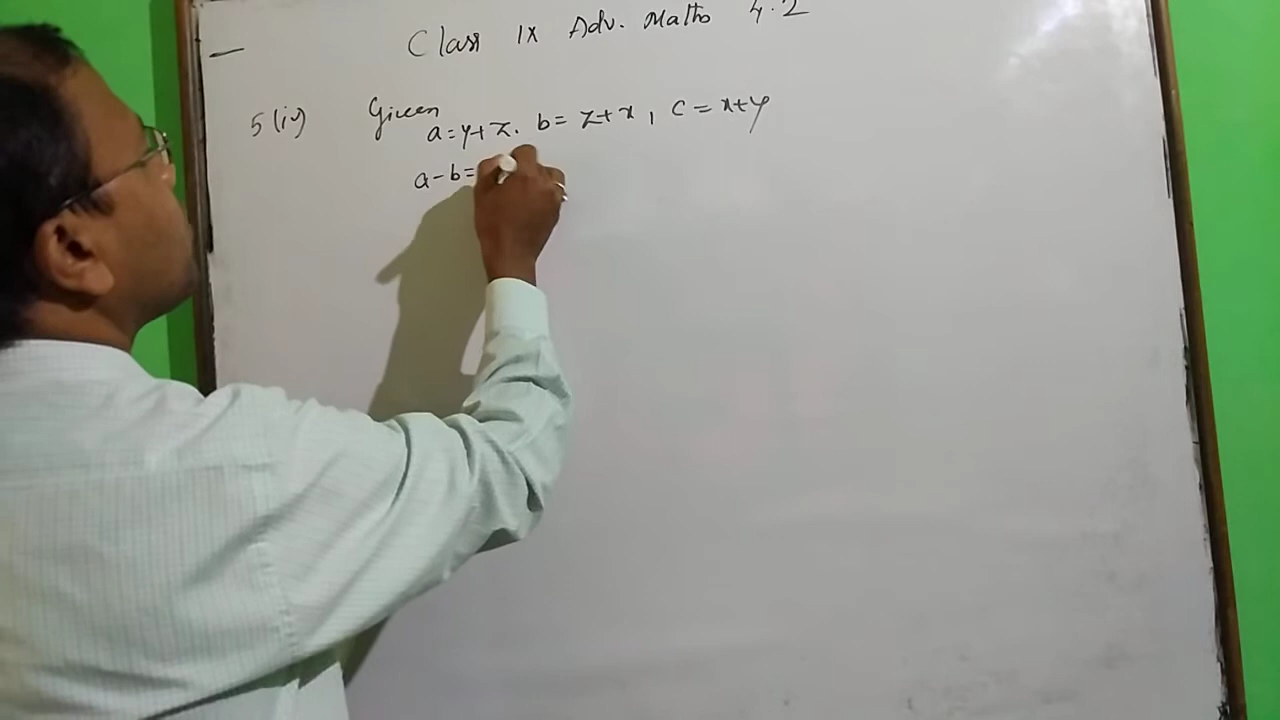 Class IX Adv. Maths 4.2
5(iv) Given
a=y+z. b= z+x, c=x+y
a-b=